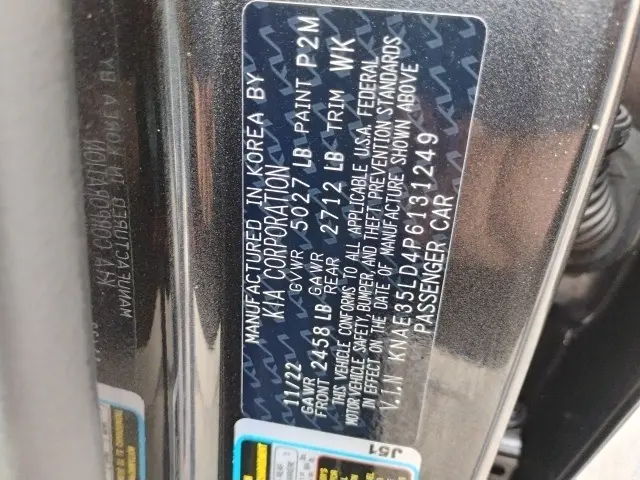 MANUFACTURED IN KOREA BY
KIA CORPORATION
11/22 GVWR 5027 LB PAINT P2M
GAWR GAWR
FRONT 2458 LB REAR 2712 LB TRIM WK
THIS VEHICLE CONFORMS TO ALL APPLICABLE U.S.A. FEDERAL
MOTOR VEHICLE SAFETY, BUMPER, AND THEFT PREVENTION STANDARDS
IN EFFECT ON THE DATE OF MANUFACTURE SHOWN ABOVE
V.I.N KNAE35LD4P6131249
PASSENGER CAR
J51